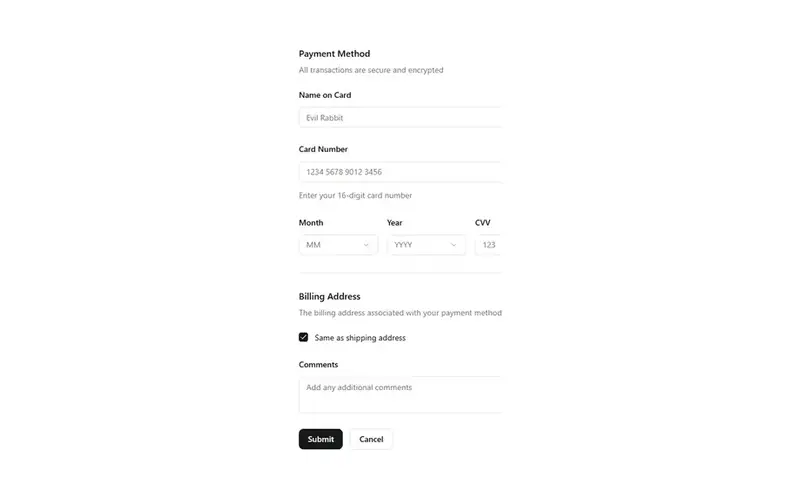 Payment Method
All transactions are secure and encrypted
Name on Card
Evil Rabbit
Card Number
1234 5678 9012 3456
Enter your 16-digit card number
Month Year CVV
MM YYYY 123
Billing Address
The billing address associated with your payment method
Same as shipping address
Comments
Add any additional comments
Submit Cancel